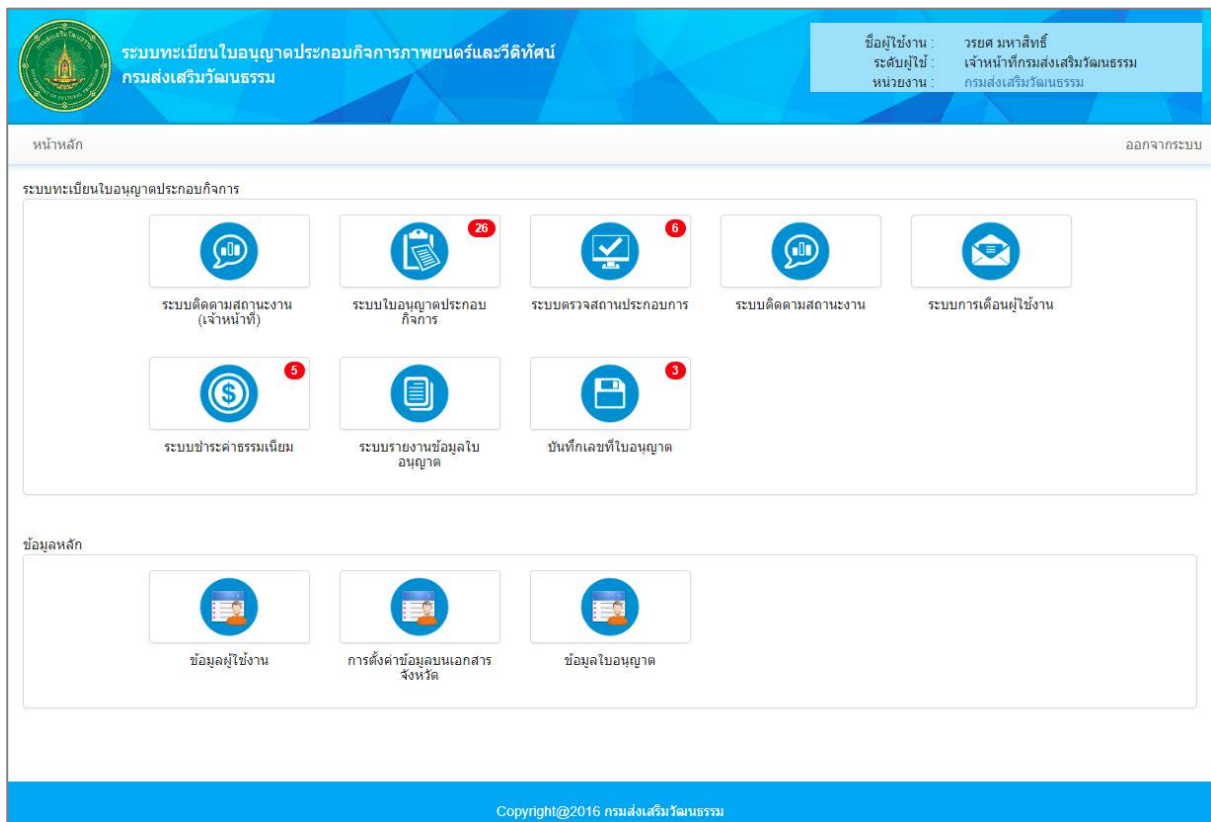 ระบบทะเบียนใบอนุญาตประกอบกิจการภาพยนตร์และวีดิทัศน์
กรมส่งเสริมวัฒนธรรม
ชื่อผู้ใช้งาน : วรยศ มหาสิทธิ์
ระดับผู้ใช้ : เจ้าหน้าที่กรมส่งเสริมวัฒนธรรม
หน่วยงาน : กรมส่งเสริมวัฒนธรรม
หน้าหลัก
ออกจากระบบ
ระบบทะเบียนใบอนุญาตประกอบกิจการ
26
6
ระบบติดตามสถานะงาน
(เจ้าหน้าที่)
ระบบใบอนุญาตประกอบ
กิจการ
ระบบตรวจสถานประกอบการ
ระบบติดตามสถานะงาน
ระบบการเตือนผู้ใช้งาน
5
3
ระบบชำระค่าธรรมเนียม
ระบบรายงานข้อมูลใบ
อนุญาต
บันทึกเลขที่ใบอนุญาต
ข้อมูลหลัก
ข้อมูลผู้ใช้งาน
การตั้งค่าข้อมูลบนเอกสาร
จังหวัด
ข้อมูลใบอนุญาต
Copyright@2016 กรมส่งเสริมวัฒนธรรม